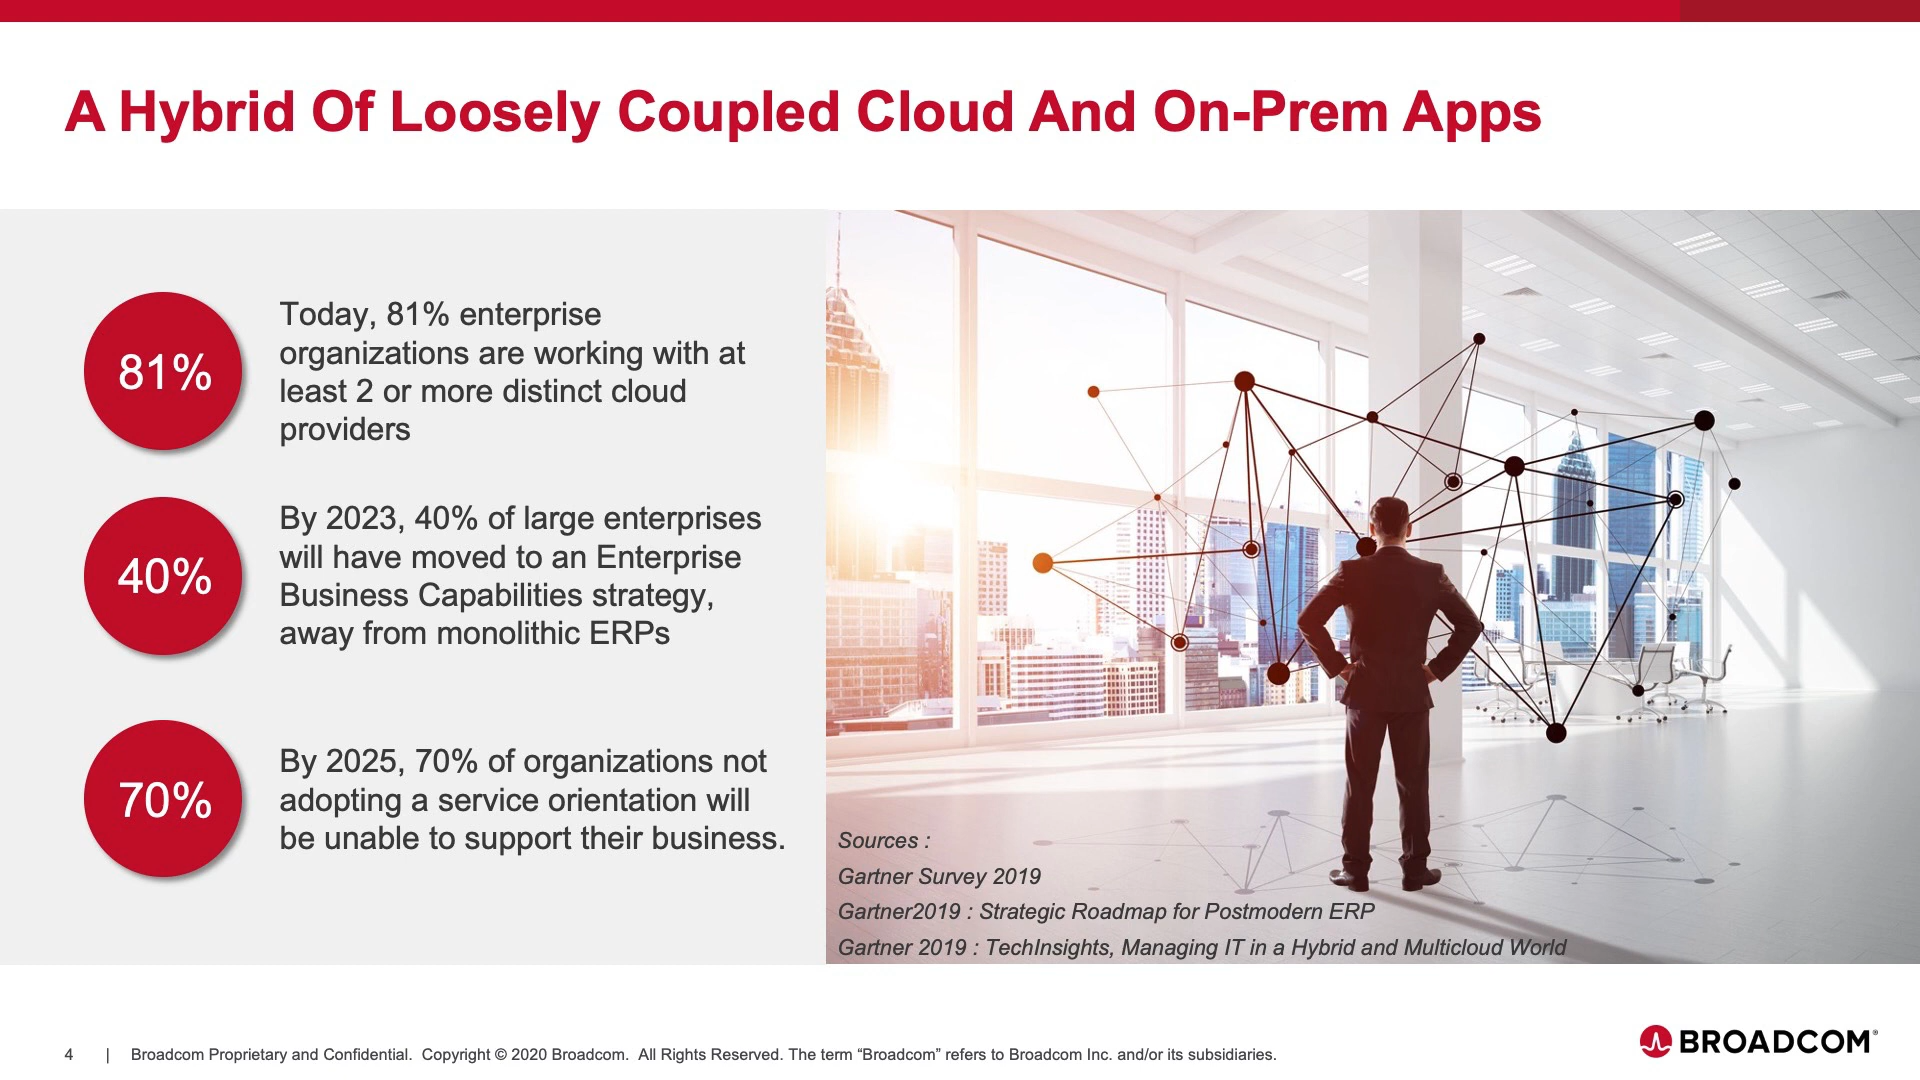 A Hybrid Of Loosely Coupled Cloud And On-Prem Apps
81%
Today, 81% enterprise
organizations are working with at
least 2 or more distinct cloud
providers
40%
By 2023, 40% of large enterprises
will have moved to an Enterprise
Business Capabilities strategy,
away from monolithic ERPs
70%
By 2025, 70% of organizations not
adopting a service orientation will
be unable to support their business.
Sources :
Gartner Survey 2019
Gartner2019 : Strategic Roadmap for Postmodern ERP
Gartner 2019 : TechInsights, Managing IT in a Hybrid and Multicloud World
4 | Broadcom Proprietary and Confidential. Copyright © 2020 Broadcom. All Rights Reserved. The term “Broadcom” refers to Broadcom Inc. and/or its subsidiaries.
BROADCOM®